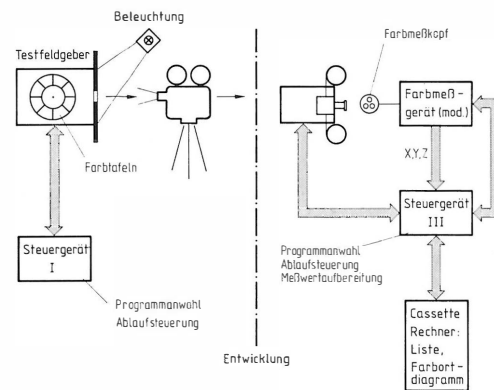 Beleuchtung
Testfeldgeber
Farbtafeln
Steuergerät
I
Programmanwahl
Ablaufsteuerung
Entwicklung
Farbmeßkopf
Farbmeß-
gerät (mod.)
X,Y,Z
Steuergerät
III
Programmanwahl
Ablaufsteuerung
Meßwertaufbereitung
Cassette
Rechner:
Liste,
Farbort-
diagramm